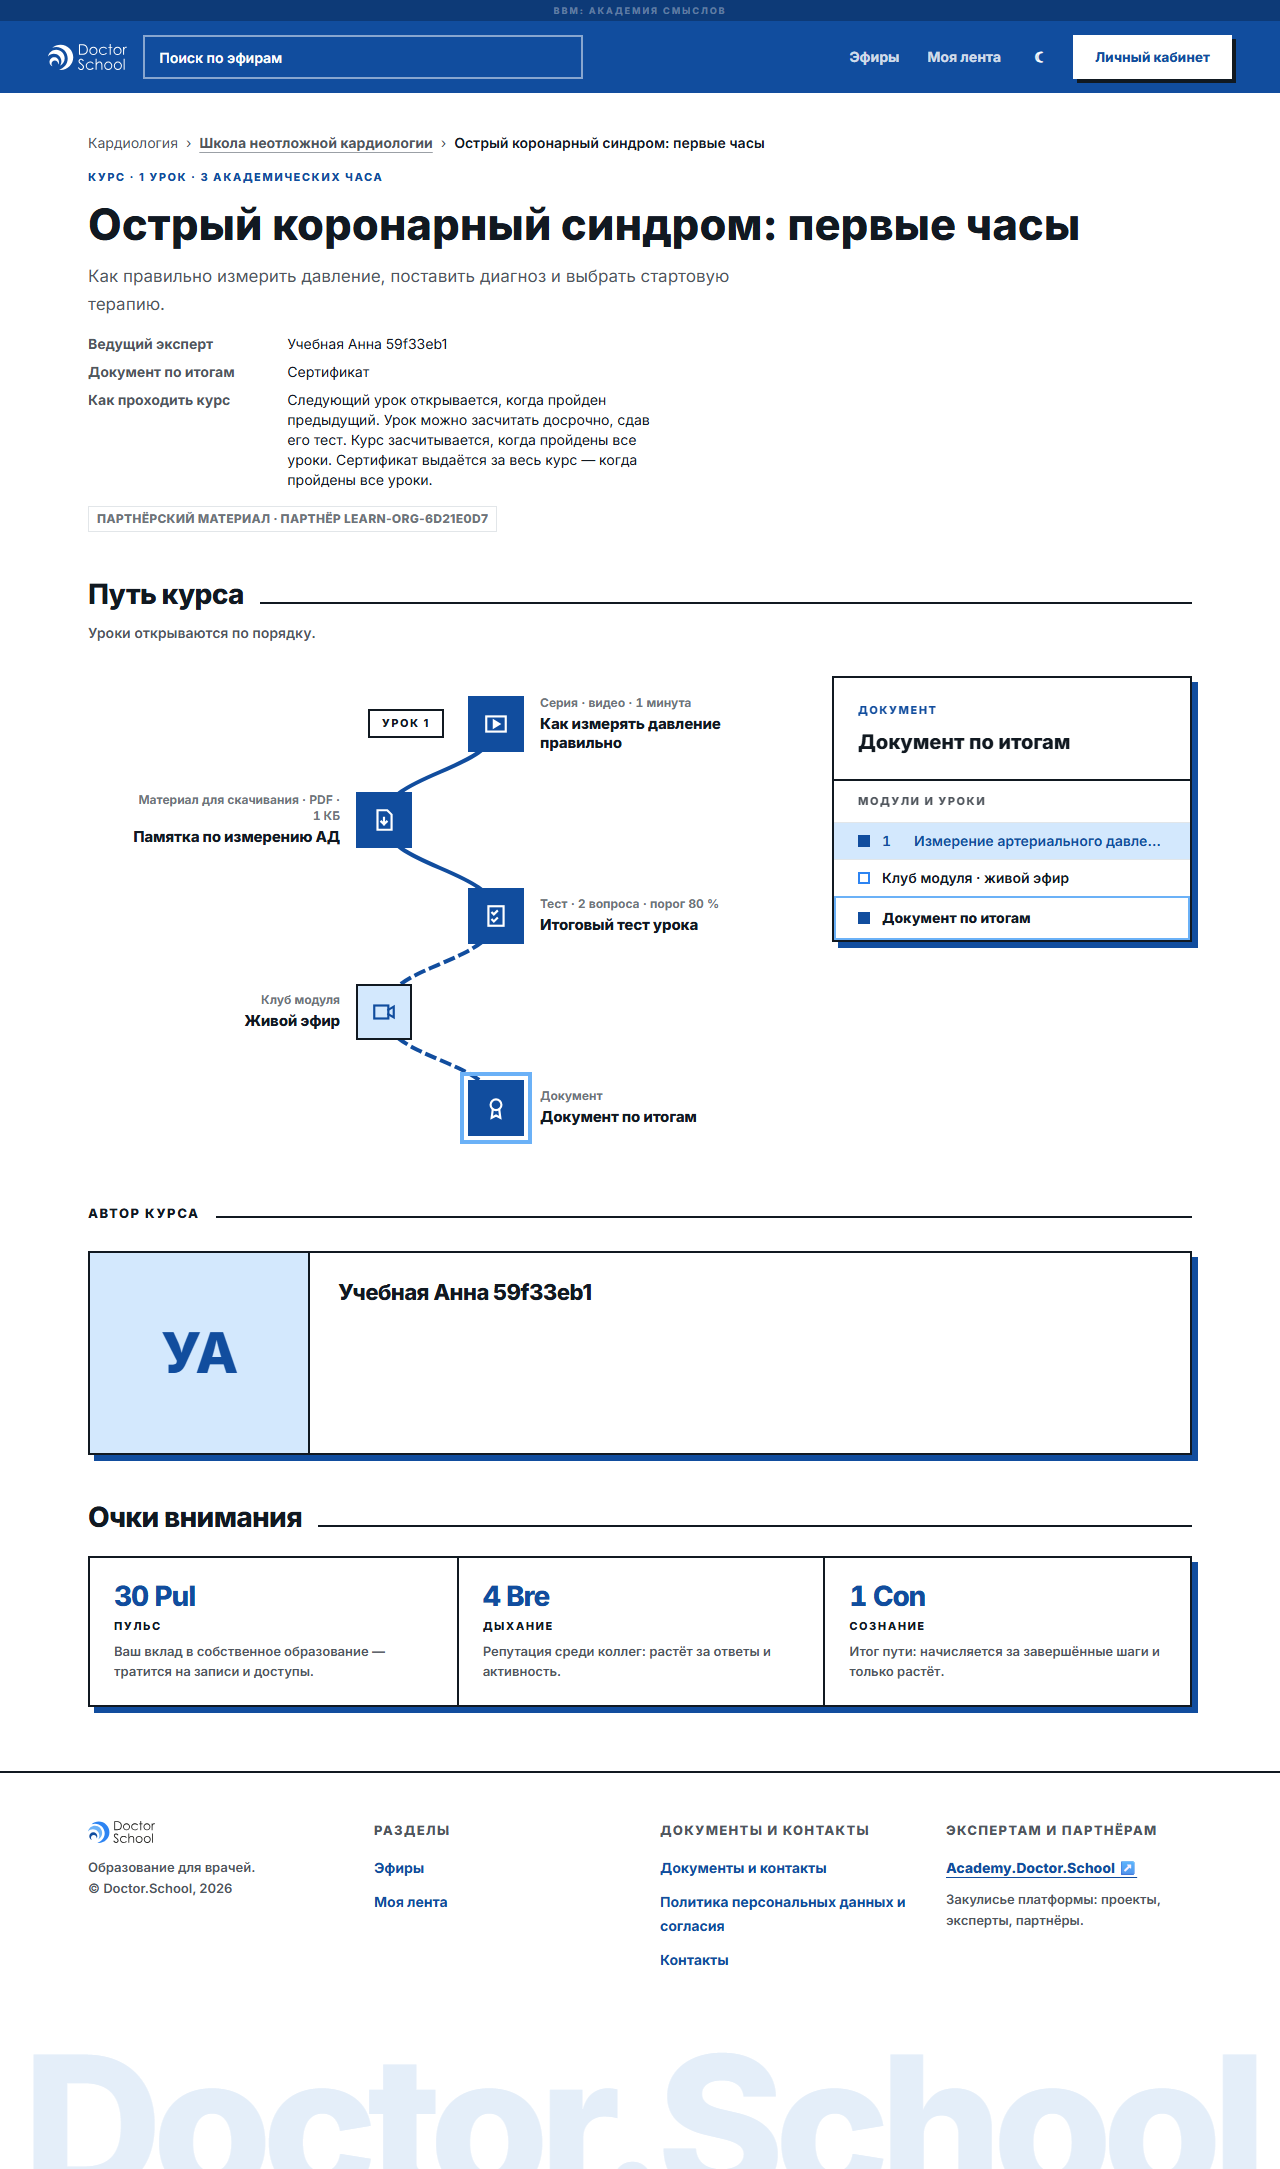 ВВМ: АКАДЕМИЯ СМЫСЛОВ
Doctor
School
Поиск по эфирам
Эфиры
Моя лента
Личный кабинет
Кардиология › Школа неотложной кардиологии › Острый коронарный синдром: первые часы
КУРС · 1 УРОК · 3 АКАДЕМИЧЕСКИХ ЧАСА
Острый коронарный синдром: первые часы
Как правильно измерить давление, поставить диагноз и выбрать стартовую
терапию.
Ведущий эксперт
Учебная Анна 59f33eb1
Документ по итогам
Сертификат
Как проходить курс
Следующий урок открывается, когда пройден
предыдущий. Урок можно засчитать досрочно, сдав
его тест. Курс засчитывается, когда пройдены все
уроки. Сертификат выдаётся за весь курс — когда
пройдены все уроки.
ПАРТНЁРСКИЙ МАТЕРИАЛ · ПАРТНЁР LEARN-ORG-6D21E0D7
Путь курса
Уроки открываются по порядку.
УРОК 1
Серия · видео · 1 минута
Как измерять давление
правильно
Материал для скачивания · PDF ·
1 КБ
Памятка по измерению АД
Тест · 2 вопроса · порог 80 %
Итоговый тест урока
Клуб модуля
Живой эфир
Документ
Документ по итогам
ДОКУМЕНТ
Документ по итогам
МОДУЛИ И УРОКИ
1 Измерение артериального давле...
Клуб модуля · живой эфир
Документ по итогам
АВТОР КУРСА
УА
Учебная Анна 59f33eb1
Очки внимания
30 Pul
ПУЛЬС
Ваш вклад в собственное образование —
тратится на записи и доступы.
4 Bre
ДЫХАНИЕ
Репутация среди коллег: растёт за ответы и
активность.
1 Con
СОЗНАНИЕ
Итог пути: начисляется за завершённые шаги и
только растёт.
Doctor
School
Образование для врачей.
© Doctor.School, 2026
РАЗДЕЛЫ
Эфиры
Моя лента
ДОКУМЕНТЫ И КОНТАКТЫ
Документы и контакты
Политика персональных данных и
согласия
Контакты
ЭКСПЕРТАМ И ПАРТНЁРАМ
Academy.Doctor.School ↗
Закулисье платформы: проекты,
эксперты, партнёры.
Doctor.School